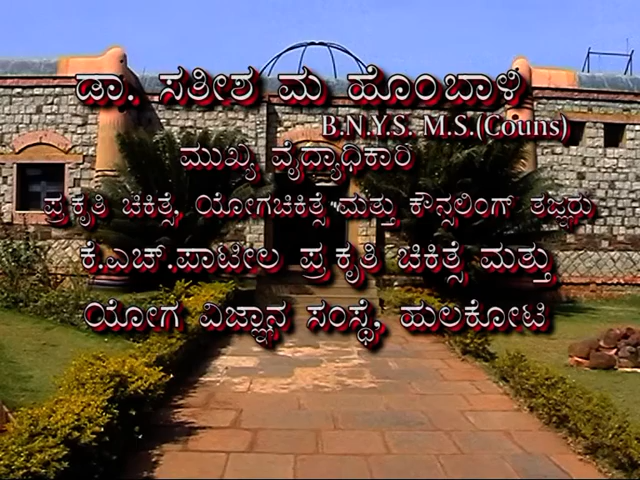 ಡಾ. ಸತೀಶ ಮ ಹೊಂಬಾಳಿ
B.N.Y.S. M.S.(Couns)
ಮುಖ್ಯ ವೈದ್ಯಾಧಿಕಾರಿ
ಪ್ರಕೃತಿ ಚಿಕಿತ್ಸೆ, ಯೋಗಚಿಕಿತ್ಸೆ ಮತ್ತು ಕೌನ್ಸಲಿಂಗ್ ತಜ್ಞರು
ಕೆ.ಎಚ್.ಪಾಟೀಲ ಪ್ರಕೃತಿ ಚಿಕಿತ್ಸೆ ಮತ್ತು
ಯೋಗ ವಿಜ್ಞಾನ ಸಂಸ್ಥೆ, ಹುಲಕೋಟಿ